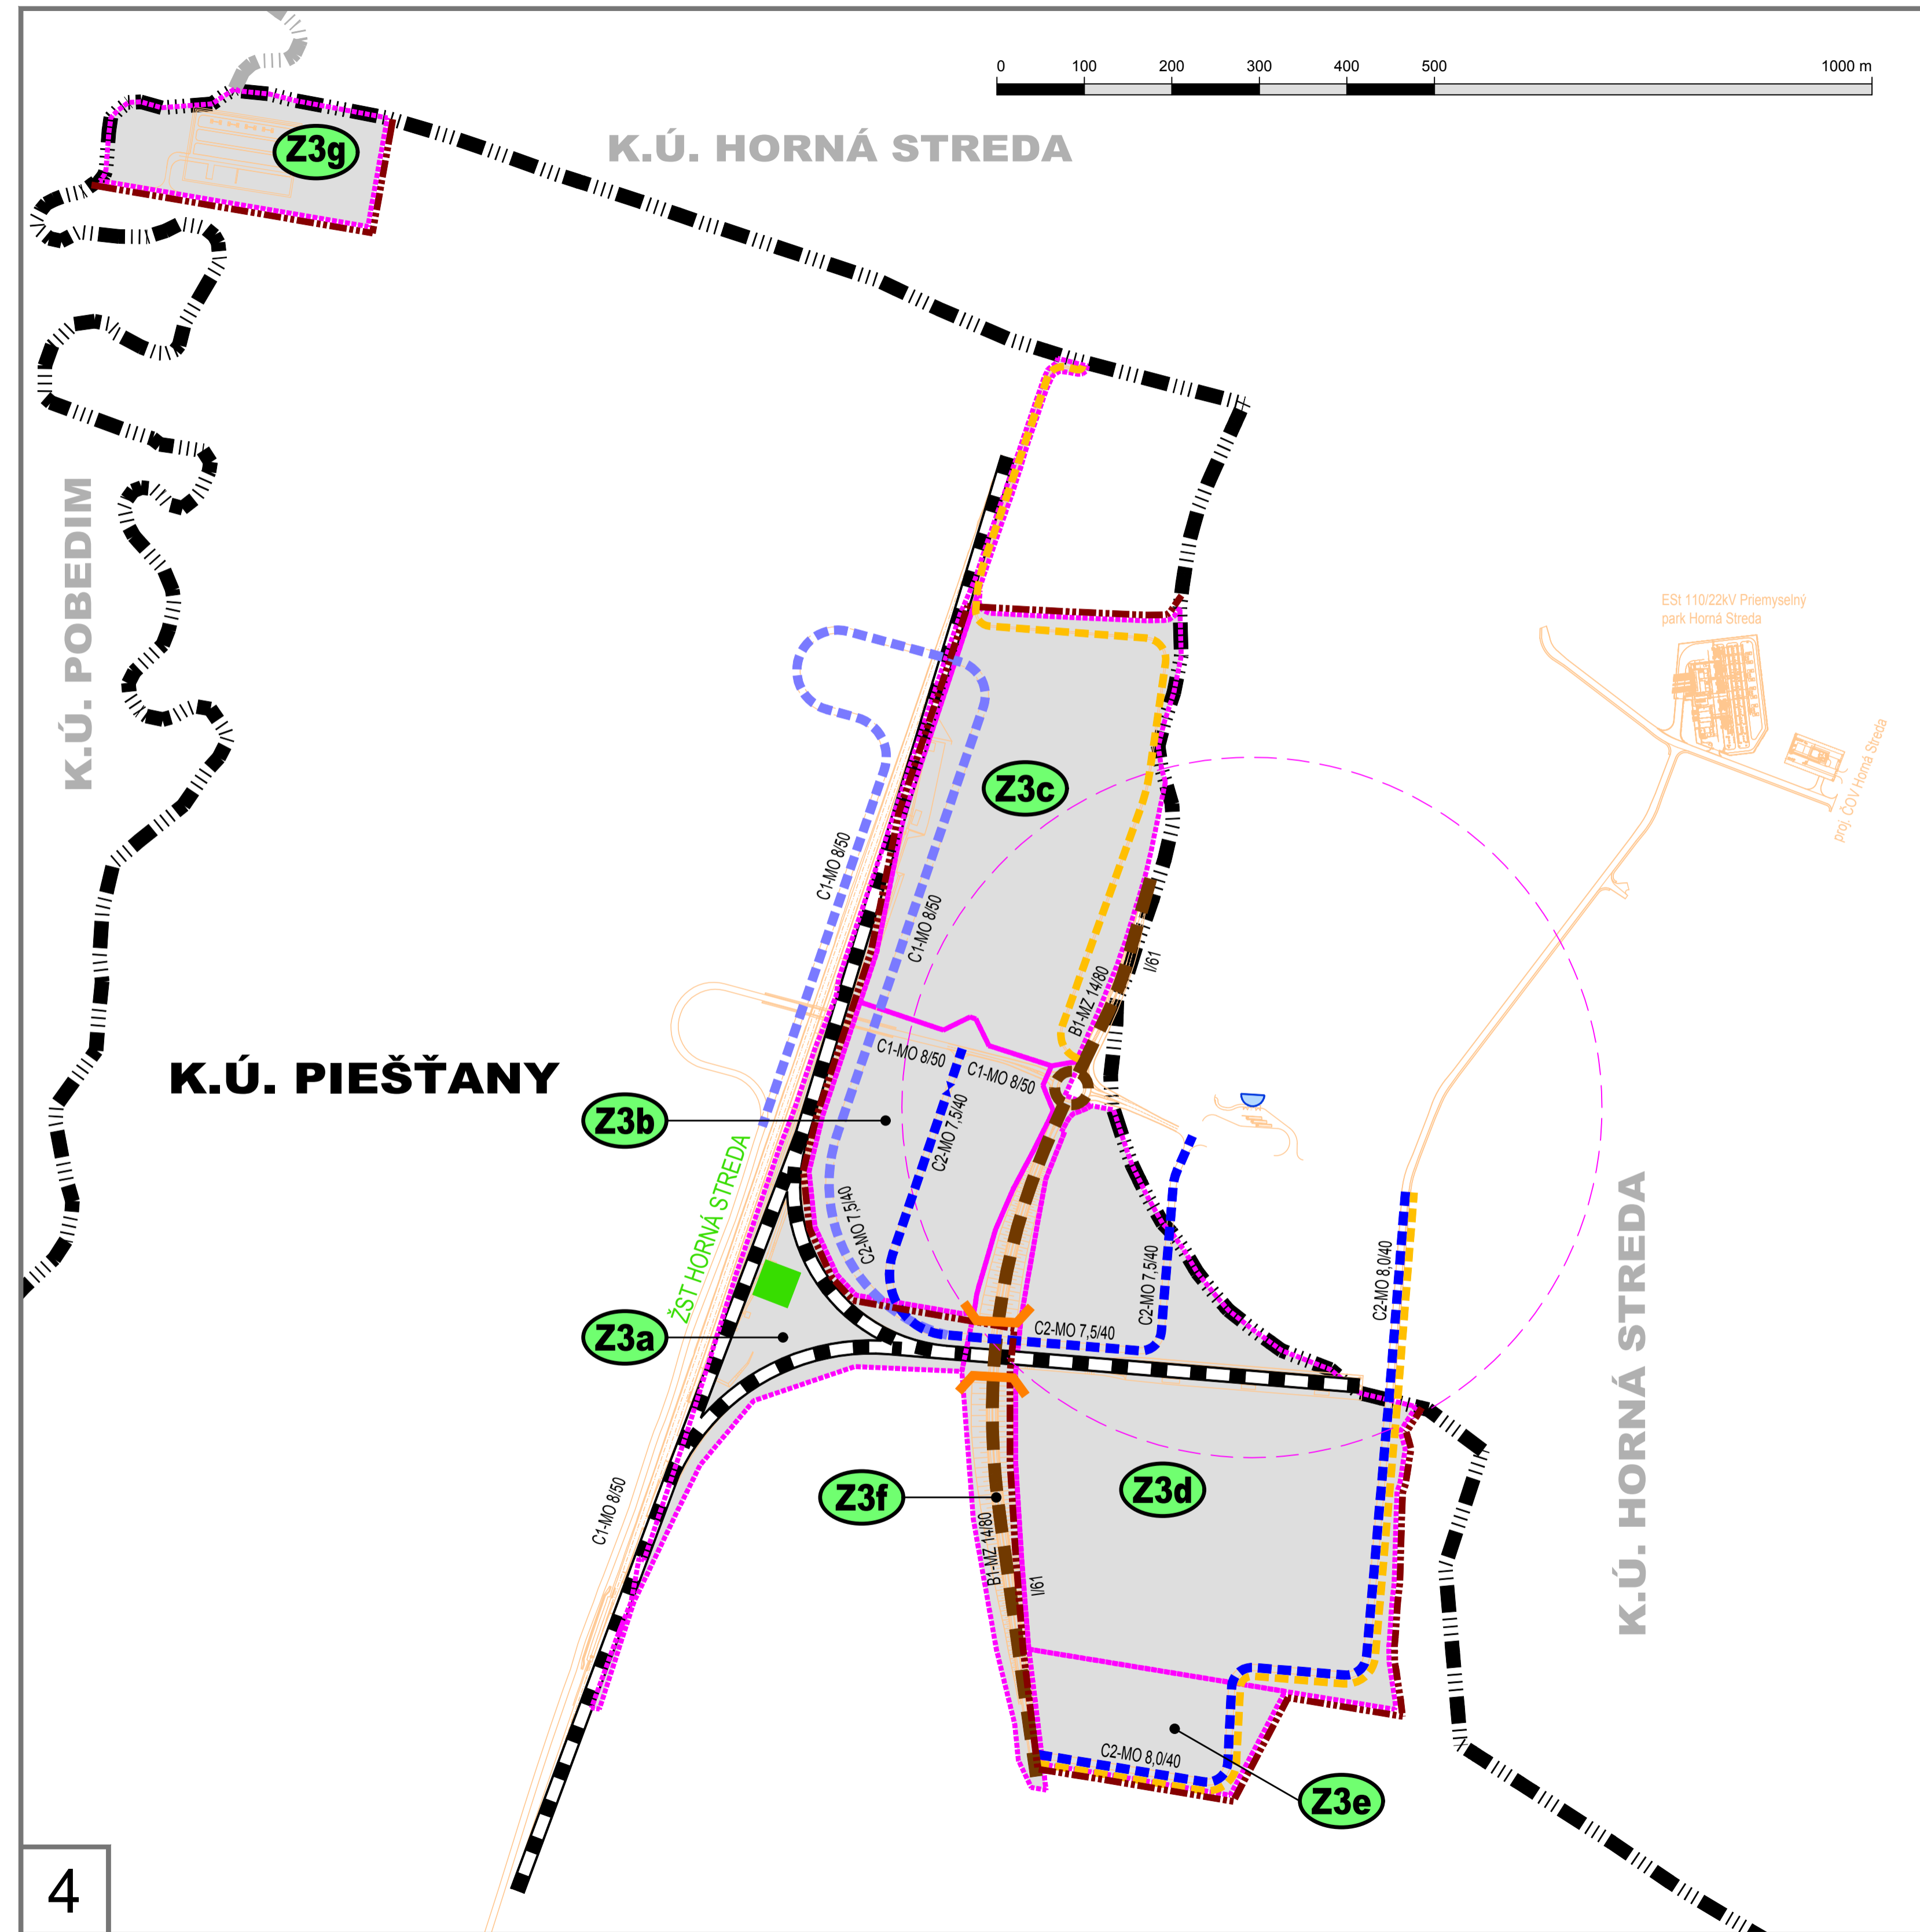 0 100 200 300 400 500 1000 m
K.Ú. HORNÁ STREDA
Z3g
K.Ú. POBEDIM
ESt 110/22kV Priemyselný
park Horná Streda
proj. ČOV Horná Streda
Z3c
C1-MO 8/50
C1-MO 8/50
I/61
B1-MZ 14/80
C1-MO 8/50
C1-MO 8/50
K.Ú. PIEŠŤANY
Z3b
C2-MO 7,5/40
C2-MO 7,5/40
ŽST HORNÁ STREDA
C2-MO 7,5/40
C2-MO 8,0/40
K.Ú. HORNÁ STREDA
Z3a
C2-MO 7,5/40
Z3f
Z3d
C1-MO 8/50
B1-MZ 14/80
I/61
C2-MO 8,0/40
Z3e
4